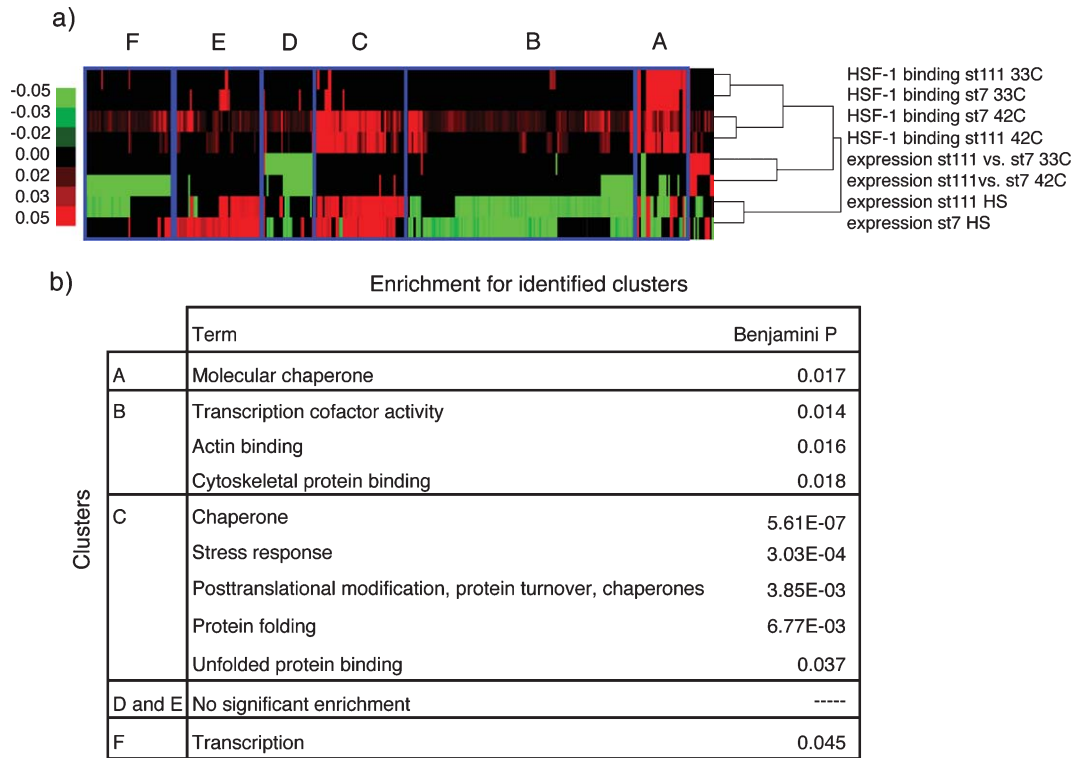 a)
F E D C B A
-0.05
-0.03
-0.02
0.00
0.02
0.03
0.05
HSF-1 binding st111 33C
HSF-1 binding st7 33C
HSF-1 binding st7 42C
HSF-1 binding st111 42C
expression st111 vs. st7 33C
expression st111vs. st7 42C
expression st111 HS
expression st7 HS
b)
Enrichment for identified clusters
Term Benjamini P
Clusters
A Molecular chaperone 0.017
B Transcription cofactor activity 0.014
Actin binding 0.016
Cytoskeletal protein binding 0.018
C Chaperone 5.61E-07
Stress response 3.03E-04
Posttranslational modification, protein turnover, chaperones 3.85E-03
Protein folding 6.77E-03
Unfolded protein binding 0.037
D and E No significant enrichment -----
F Transcription 0.045